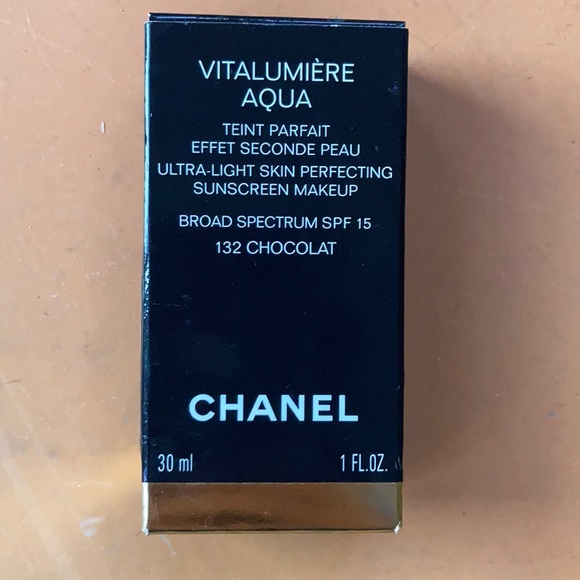 VITALUMIÈRE
AQUA
TEINT PARFAIT
EFFET SECONDE PEAU
ULTRA-LIGHT SKIN PERFECTING
SUNSCREEN MAKEUP
BROAD SPECTRUM SPF 15
132 CHOCOLAT
CHANEL
30 ml 1 FL.OZ.